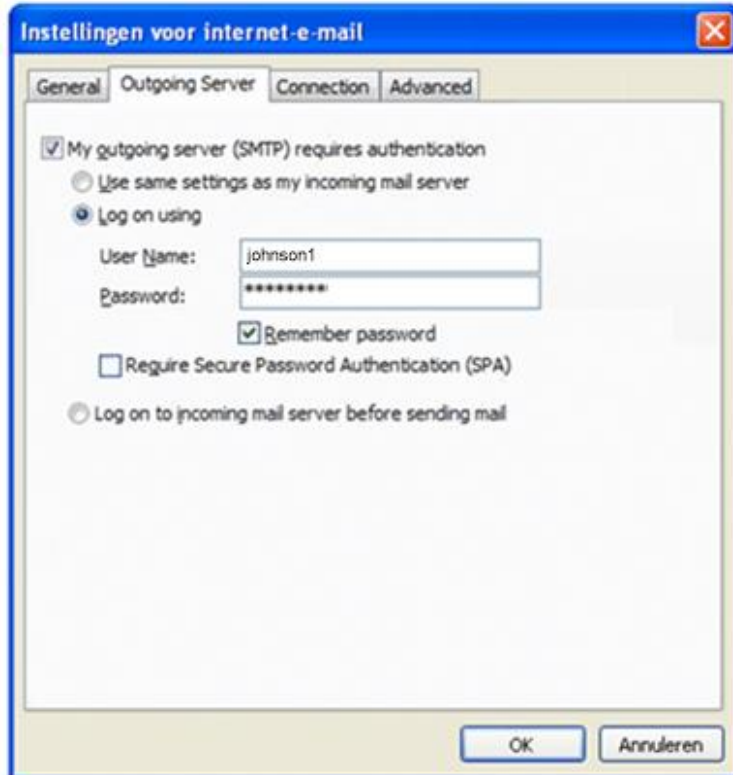 Instellingen voor internet-e-mail
General Outgoing Server Connection Advanced
My outgoing server (SMTP) requires authentication
Use same settings as my incoming mail server
Log on using
User Name: johnson1
Password: *********
Remember password
Require Secure Password Authentication (SPA)
Log on to incoming mail server before sending mail
OK Annuleren